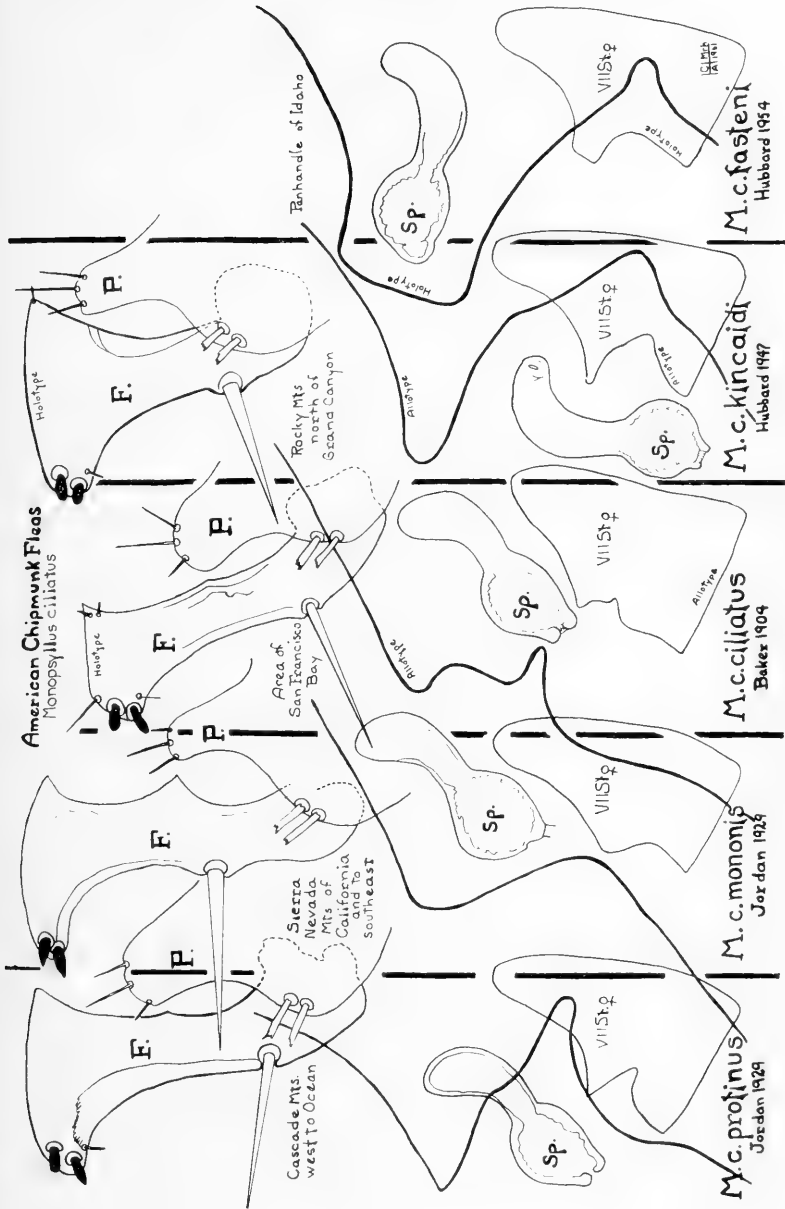 American Chipmunk Fleas
Monopsyllus ciliatus
F.
P.
Cascade Mts.
west to Ocean
Sp.
VIISt.♀
M. c. protinus
Jordan 1929
F.
P.
Sierra
Nevada
Mts of
California
and to
southeast
Sp.
VIISt.♀
M. c. mononis
Jordan 1929
Holotype
F.
P.
Area of
San Francisco
Bay
Allotype
Sp.
VIISt.♀
Allotype
M. c. ciliatus
Baker 1904
Holotype
F.
P.
Rocky Mts
north of
Grand Canyon
Allotype
Sp.
VIISt.♀
Allotype
M. c. kincaidi
Hubbard 1947
Panhandle of Idaho
Holotype
Sp.
VIISt.♀
Holotype
M. c. fasteni
Hubbard 1954